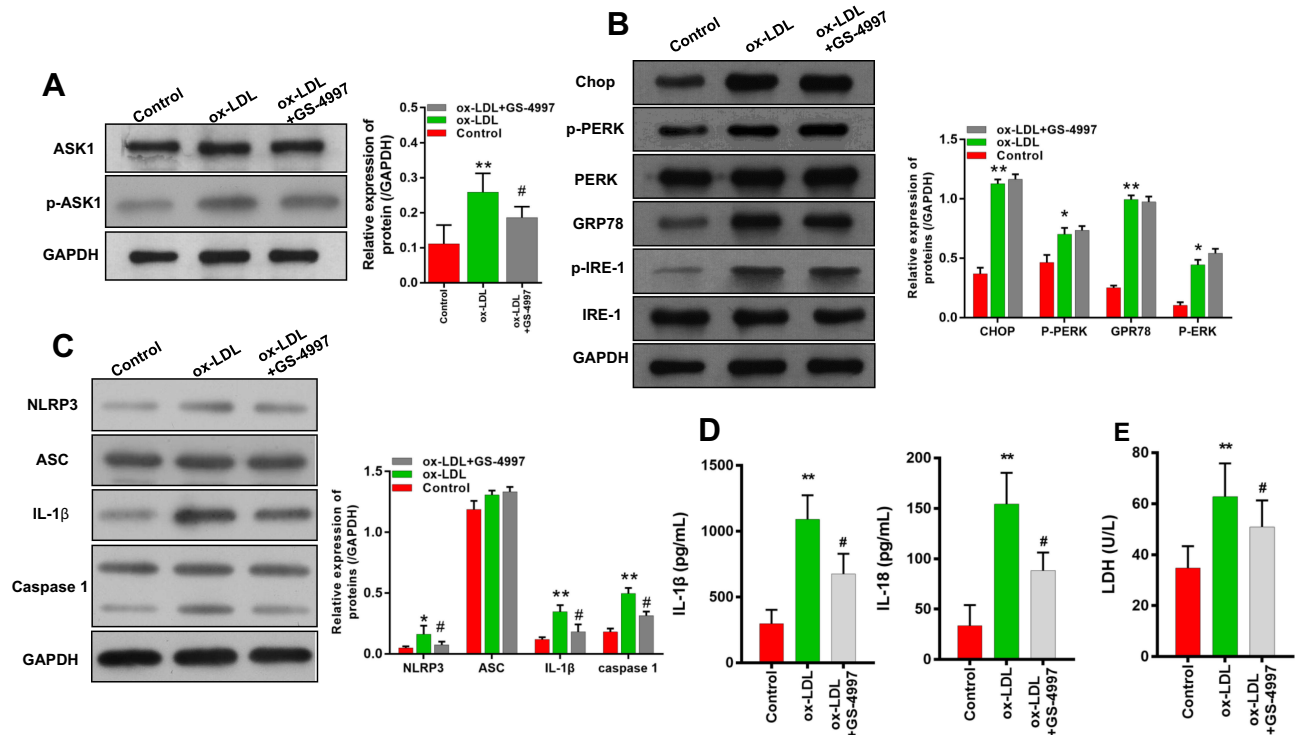 A
Control
ox-LDL
ox-LDL
+GS-4997
ASK1
p-ASK1
GAPDH
Relative expression of
protein (/GAPDH)
0.5
0.4
0.3
0.2
0.1
0.0
ox-LDL+GS-4997
ox-LDL
Control
**
#
Control
ox-LDL
ox-LDL
+GS-4997
B
Control
ox-LDL
ox-LDL
+GS-4997
Chop
p-PERK
PERK
GRP78
p-IRE-1
IRE-1
GAPDH
Relative expression of
proteins (/GAPDH)
1.5
1.0
0.5
0.0
ox-LDL+GS-4997
ox-LDL
Control
**
*
**
*
CHOP
P-PERK
GPR78
P-ERK
C
Control
ox-LDL
ox-LDL
+GS-4997
NLRP3
ASC
IL-1β
Caspase 1
GAPDH
Relative expression of
proteins (/GAPDH)
1.5
1.0
0.5
0.0
ox-LDL+GS-4997
ox-LDL
Control
*
#
**
#
**
#
NLRP3
ASC
IL-1β
caspase 1
D
IL-1β (pg/mL)
1500
1000
500
0
**
#
Control
ox-LDL
ox-LDL
+GS-4997
IL-18 (pg/mL)
200
150
100
50
0
**
#
Control
ox-LDL
ox-LDL
+GS-4997
E
LDH (U/L)
80
60
40
20
0
**
#
Control
ox-LDL
ox-LDL
+GS-4997